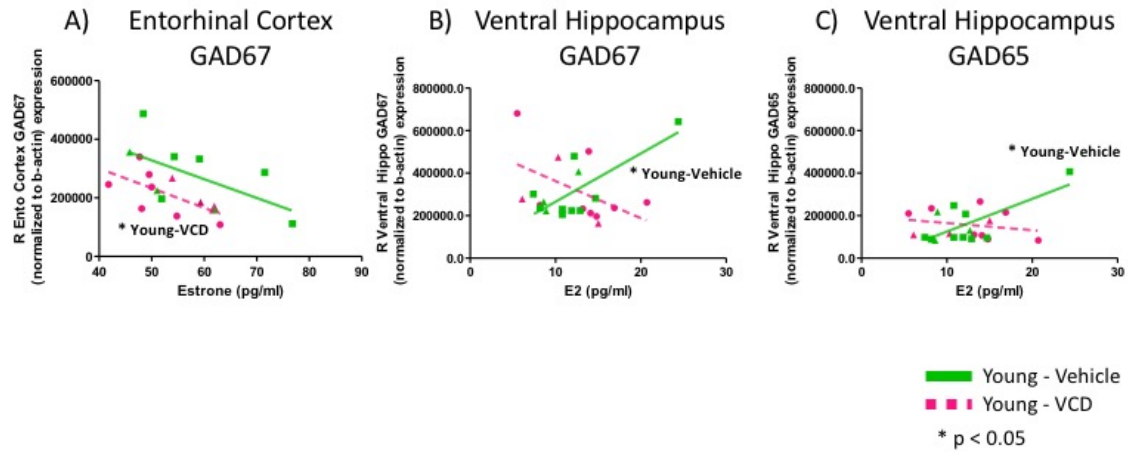 A) Entorhinal Cortex
GAD67
R Ento Cortex GAD67
(normalized to b-actin) expression
600000
400000
200000
0
40 50 60 70 80 90
Estrone (pg/ml)
* Young-VCD
B) Ventral Hippocampus
GAD67
R Ventral Hippo GAD67
(normalized to b-actin) expression
800000.0
600000.0
400000.0
200000.0
0.0
0 10 20 30
E2 (pg/ml)
* Young-Vehicle
C) Ventral Hippocampus
GAD65
R Ventral Hippo GAD65
(normalized to b-actin) expression
800000.0
600000.0
400000.0
200000.0
0.0
0 10 20 30
E2 (pg/ml)
* Young-Vehicle
Young - Vehicle
Young - VCD
* p < 0.05